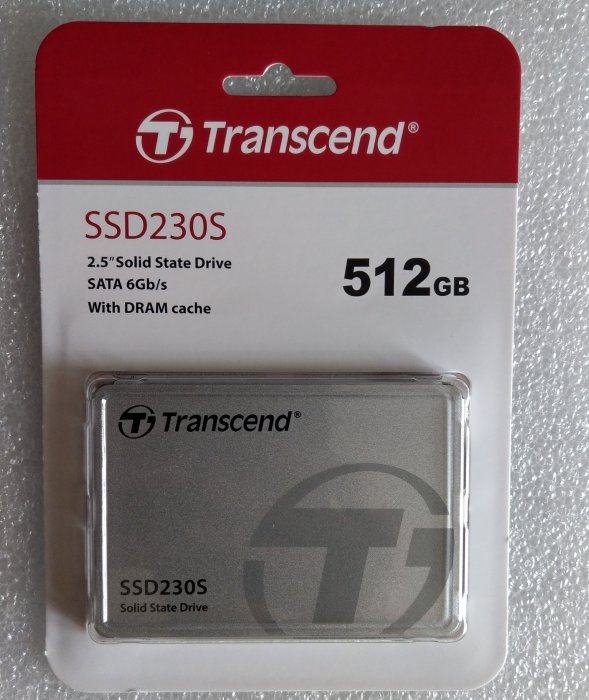 Transcend®
SSD230S
2.5" Solid State Drive
SATA 6Gb/s
With DRAM cache
512GB
Transcend®
SSD230S
Solid State Drive